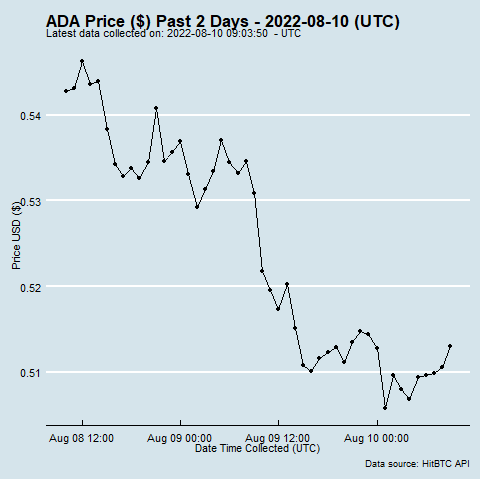 ADA Price ($) Past 2 Days - 2022-08-10 (UTC)
Latest data collected on: 2022-08-10 09:03:50 - UTC
Price USD ($)
0.54
0.53
0.52
0.51
Aug 08 12:00
Aug 09 00:00
Aug 09 12:00
Aug 10 00:00
Date Time Collected (UTC)
Data source: HitBTC API